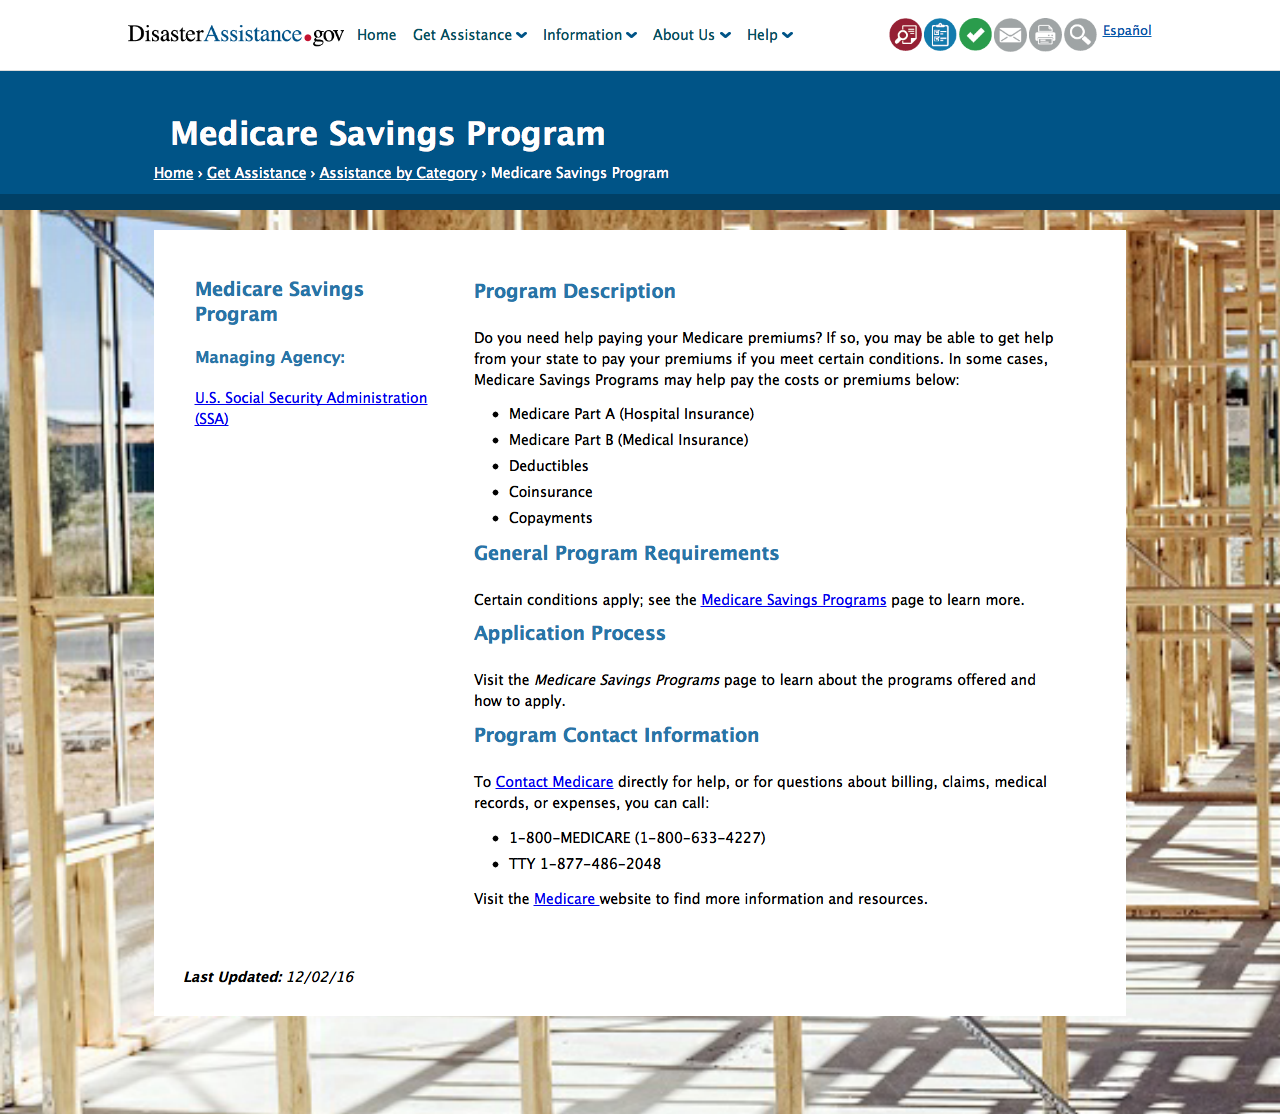 DisasterAssistance.gov Home Get Assistance Information About Us Help Español
Medicare Savings Program
Home › Get Assistance › Assistance by Category › Medicare Savings Program
Medicare Savings
Program
Managing Agency:
U.S. Social Security Administration
(SSA)
Program Description
Do you need help paying your Medicare premiums? If so, you may be able to get help
from your state to pay your premiums if you meet certain conditions. In some cases,
Medicare Savings Programs may help pay the costs or premiums below:
• Medicare Part A (Hospital Insurance)
• Medicare Part B (Medical Insurance)
• Deductibles
• Coinsurance
• Copayments
General Program Requirements
Certain conditions apply; see the Medicare Savings Programs page to learn more.
Application Process
Visit the Medicare Savings Programs page to learn about the programs offered and
how to apply.
Program Contact Information
To Contact Medicare directly for help, or for questions about billing, claims, medical
records, or expenses, you can call:
• 1-800-MEDICARE (1-800-633-4227)
• TTY 1-877-486-2048
Visit the Medicare website to find more information and resources.
Last Updated: 12/02/16